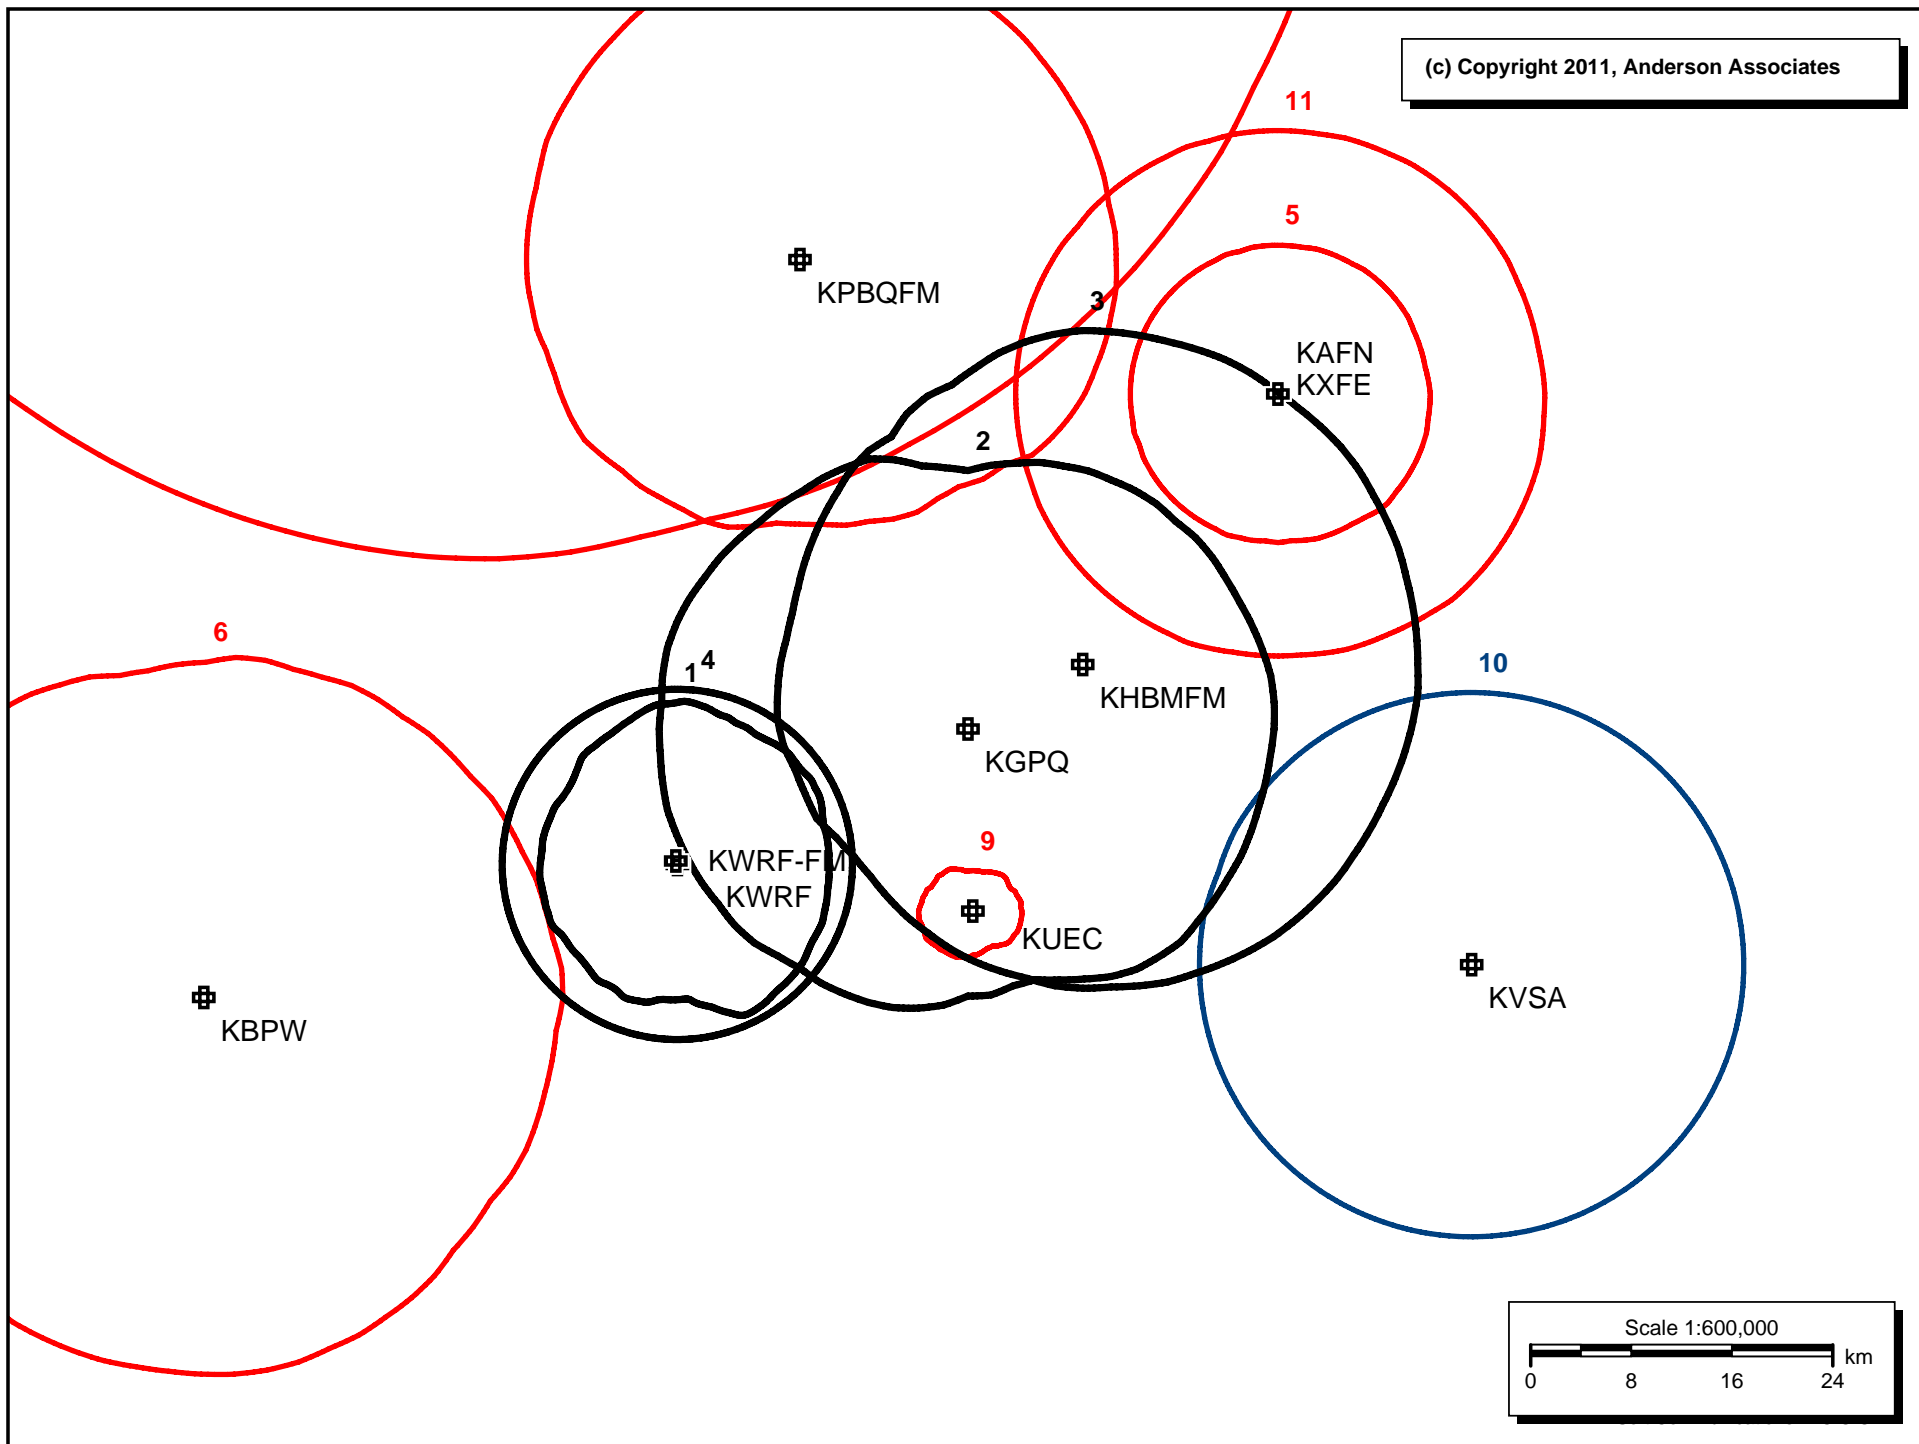 (c) Copyright 2011, Anderson Associates
11
5
KPBQFM
3
KAFN
KXFE
2
6
1
4
10
KHBMFM
KGPQ
9
KWRF-FM
KWRF
KUEC
KVSA
KBPW
Scale 1:600,000
km
0 8 16 24